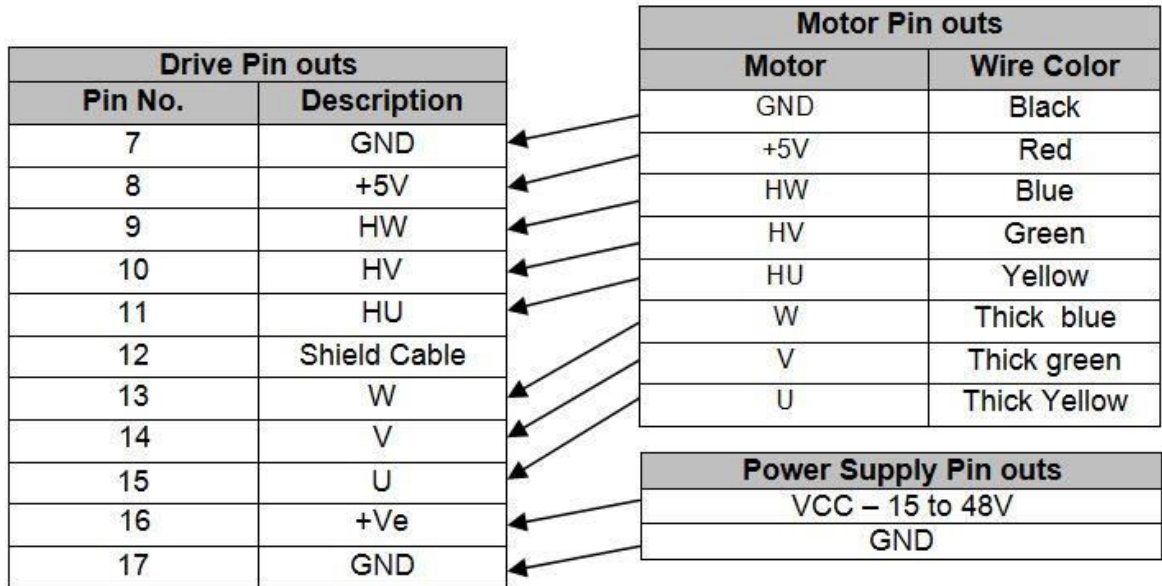 Drive Pin outs
Pin No. Description
7 GND
8 +5V
9 HW
10 HV
11 HU
12 Shield Cable
13 W
14 V
15 U
16 +Ve
17 GND
Motor Pin outs
Motor Wire Color
GND Black
+5V Red
HW Blue
HV Green
HU Yellow
W Thick blue
V Thick green
U Thick Yellow
Power Supply Pin outs
VCC – 15 to 48V
GND